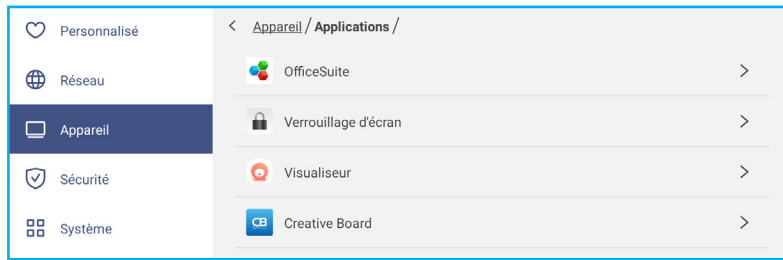 Personnalisé
Réseau
Appareil
Sécurité
Système
Appareil / Applications /
OfficeSuite
Verrouillage d'écran
Visualiseur
CB Creative Board